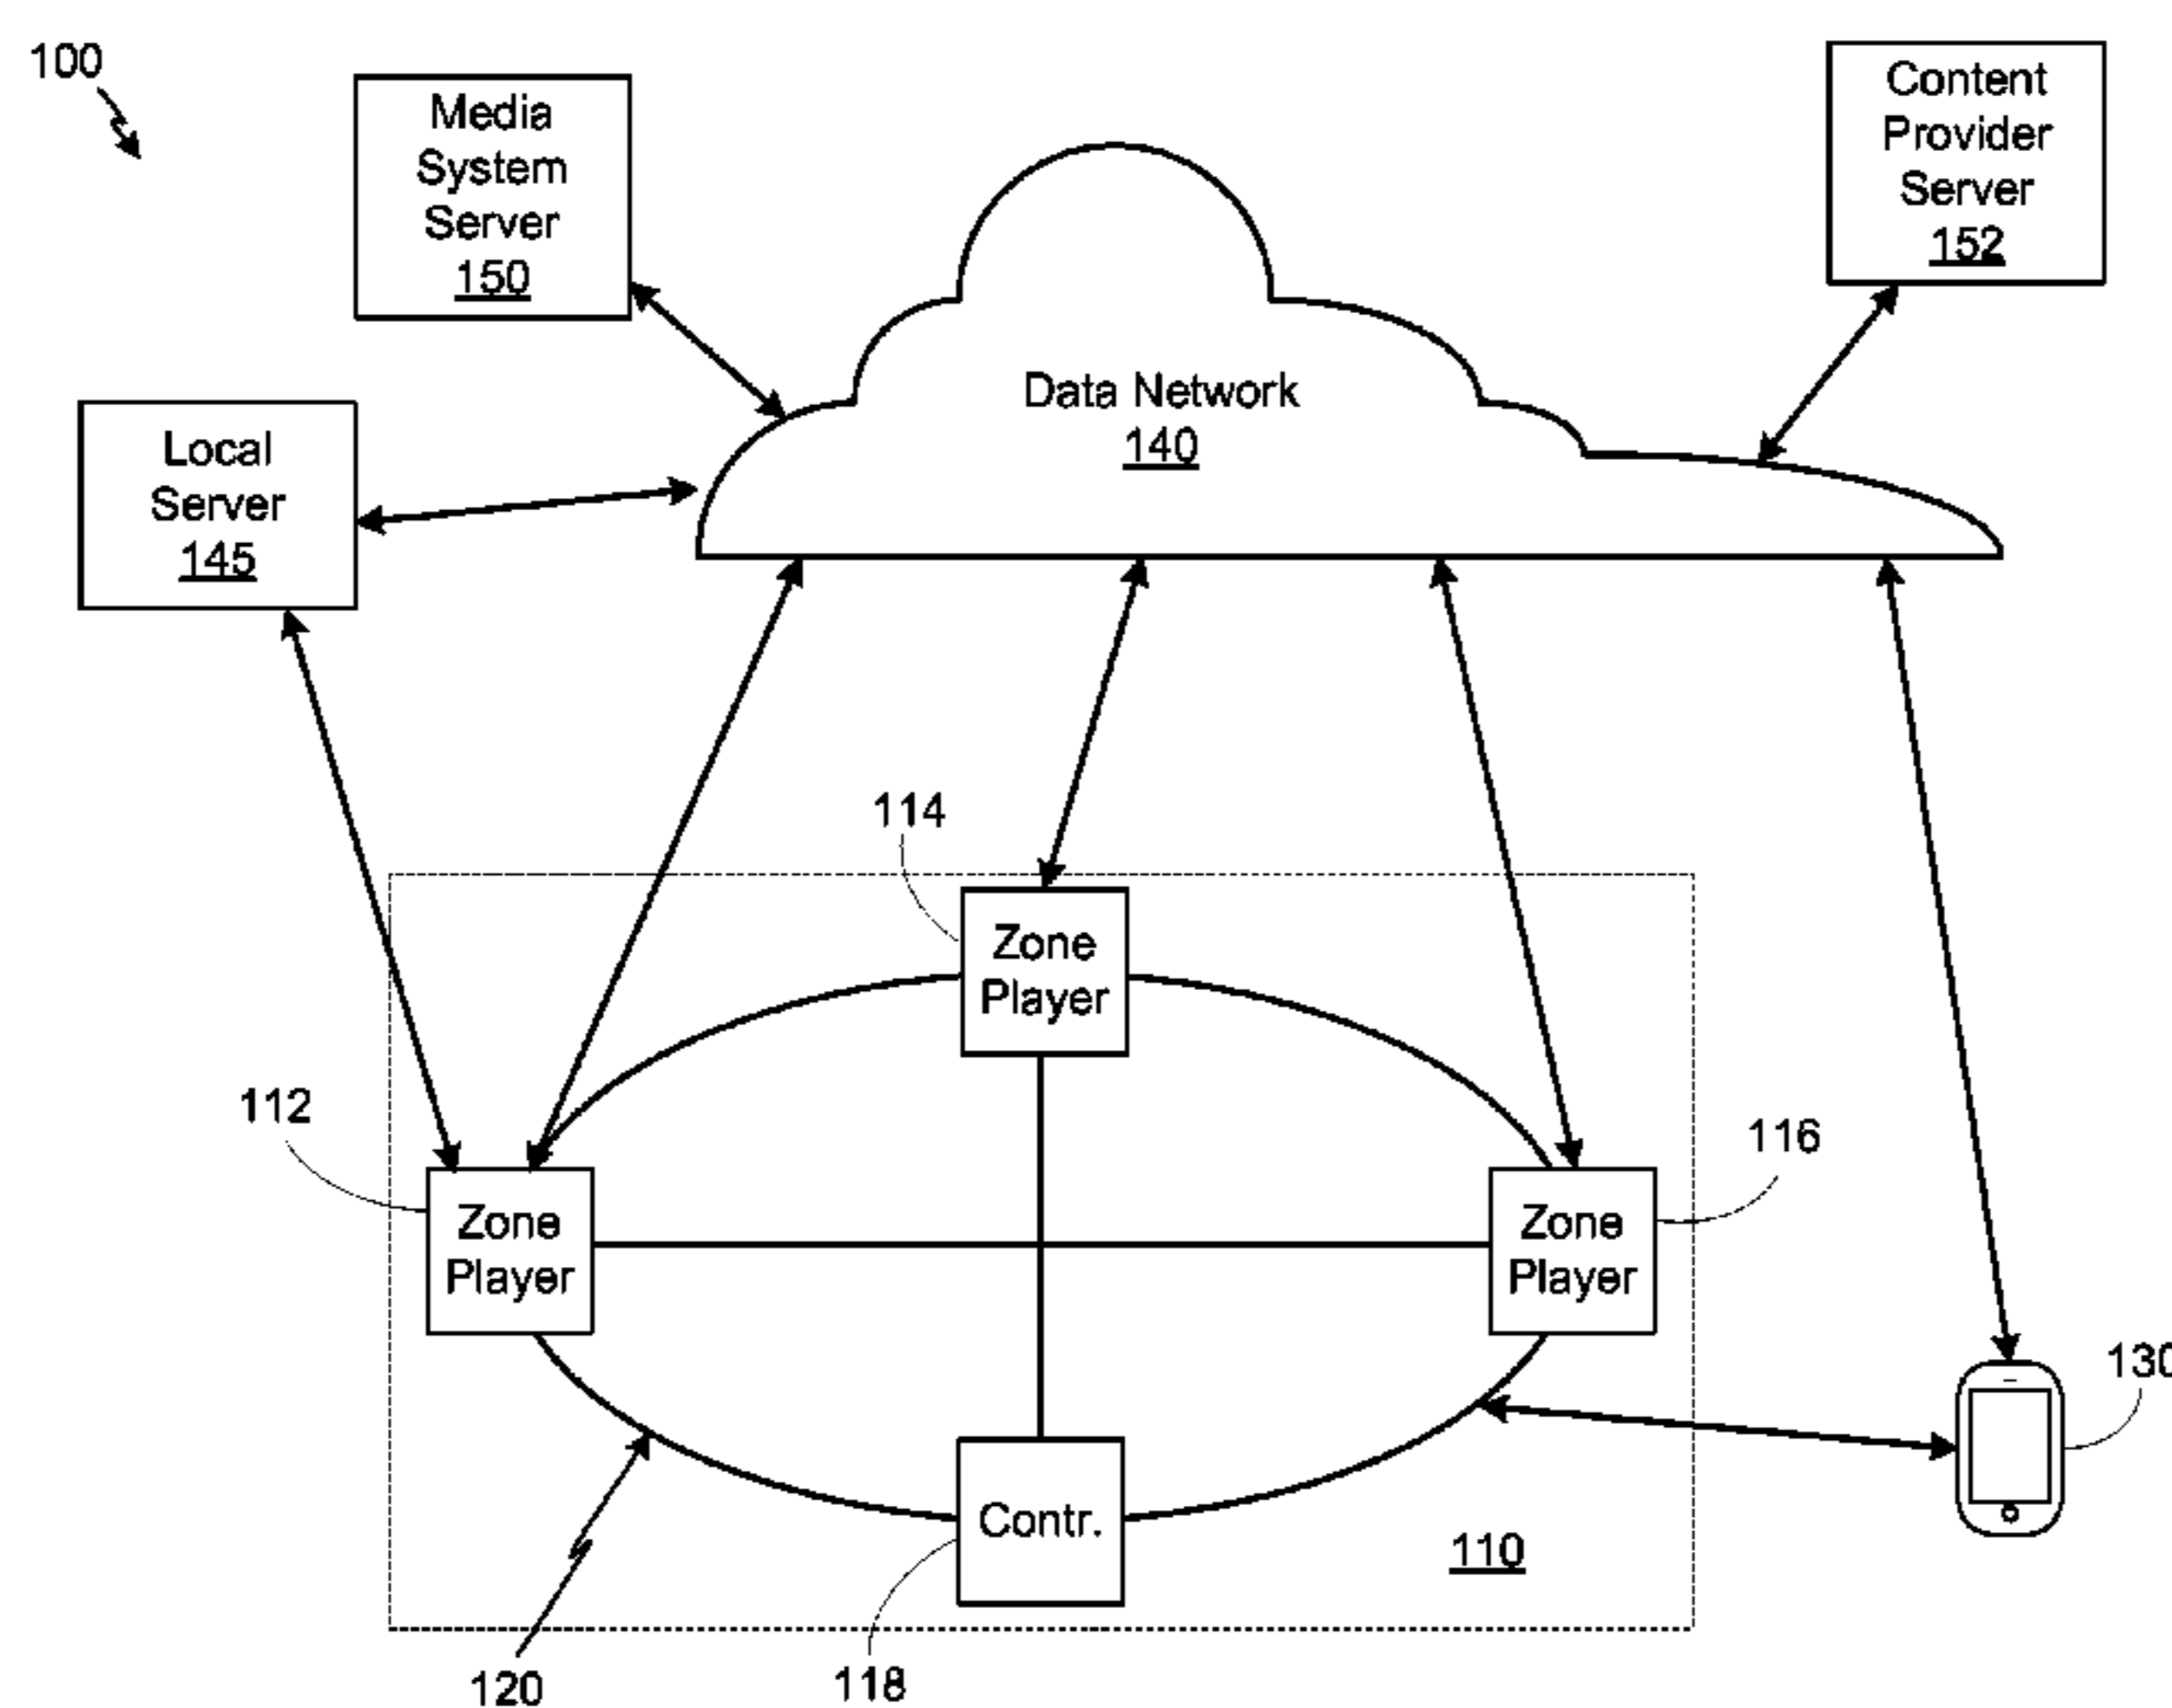 100
Media
System
Server
150
Content
Provider
Server
152
Data Network
140
Local
Server
145
114
Zone
Player
112
116
Zone
Player
Zone
Player
130
Contr.
110
120
118